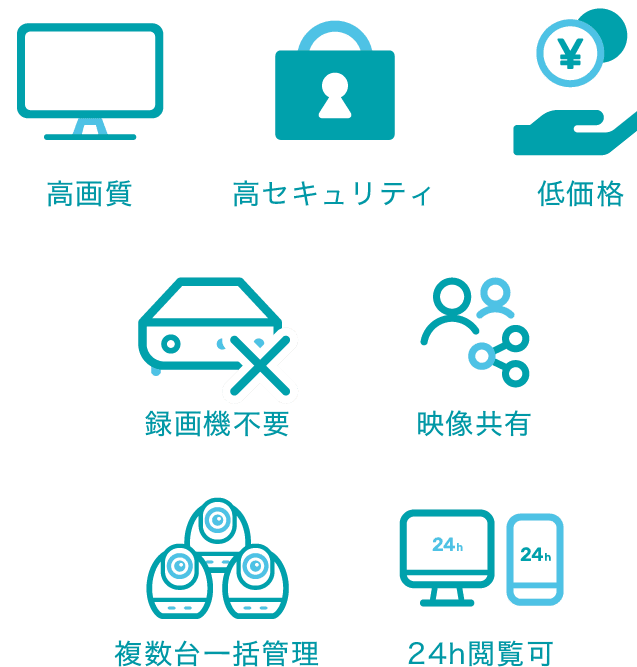 ¥
高画質
高セキュリティ
低価格
録画機不要
映像共有
24h
24h
複数台一括管理
24h閲覧可